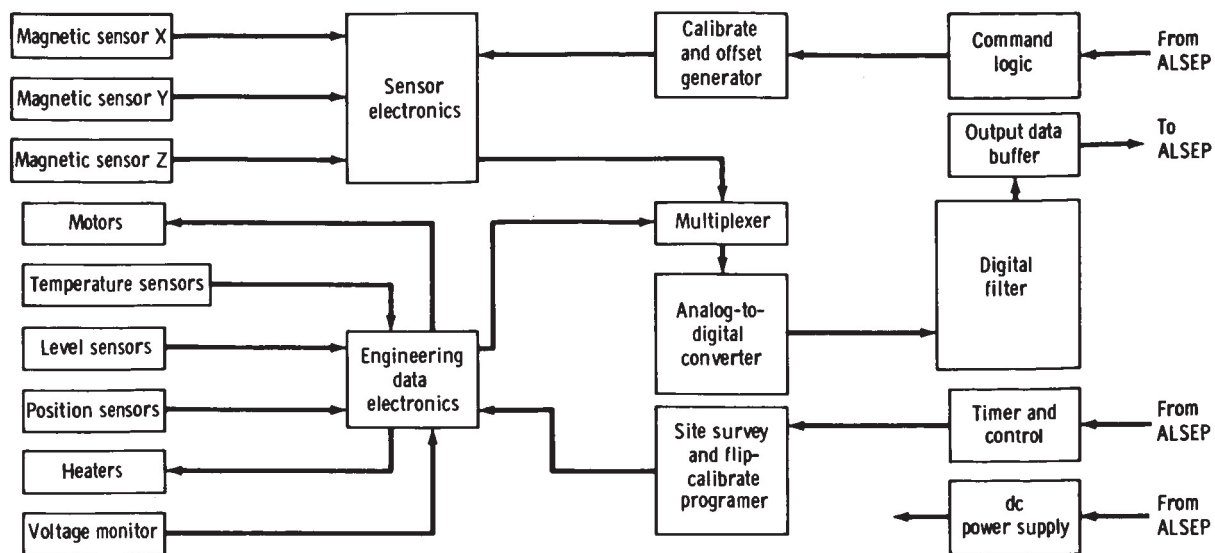 Magnetic sensor X
Magnetic sensor Y
Magnetic sensor Z
Sensor
electronics
Calibrate
and offset
generator
Command
logic
From
ALSEP
Output data
buffer
To
ALSEP
Motors
Temperature sensors
Level sensors
Position sensors
Heaters
Voltage monitor
Engineering
data
electronics
Multiplexer
Analog-to-
digital
converter
Digital
filter
Site survey
and flip-
calibrate
programer
Timer and
control
From
ALSEP
dc
power supply
From
ALSEP